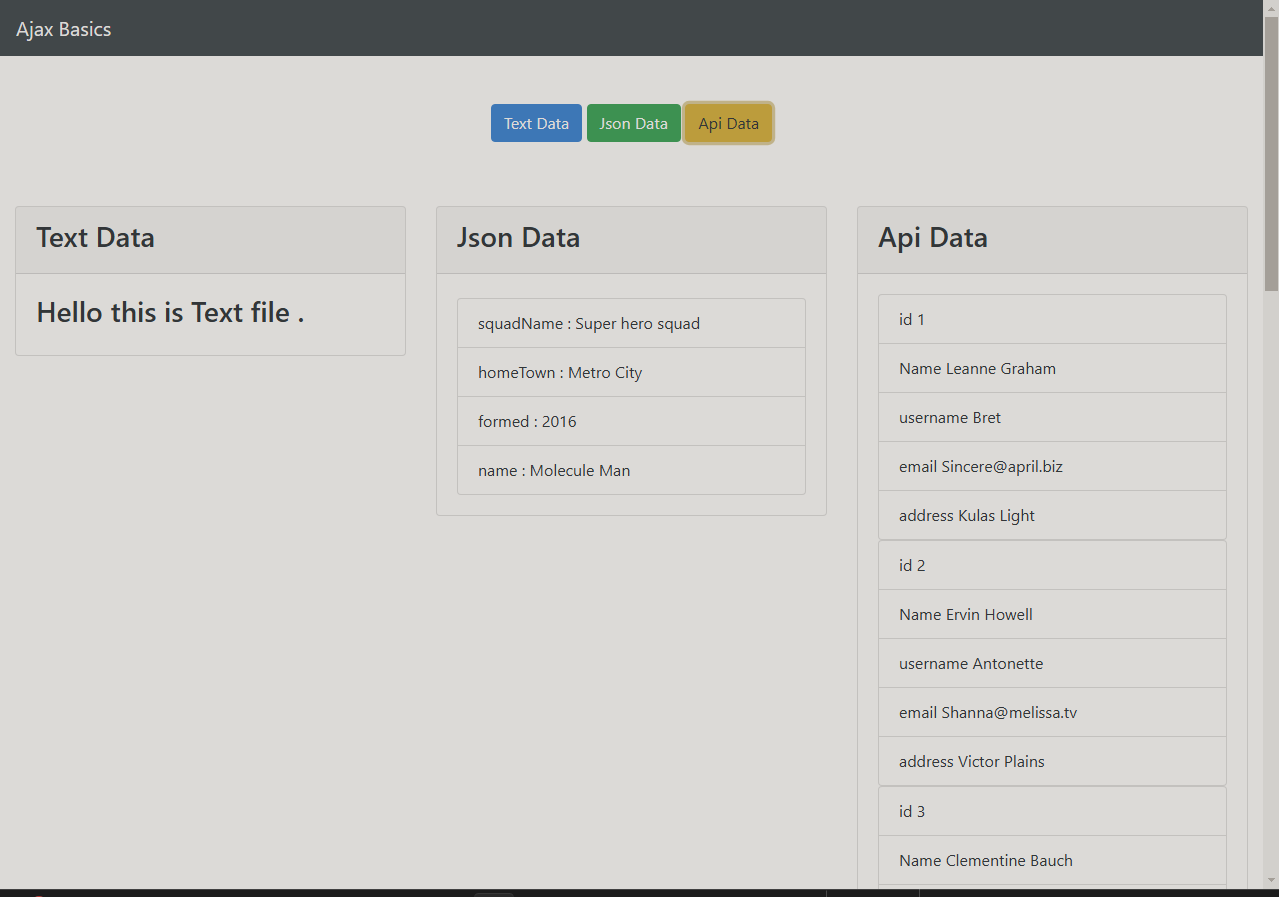 Ajax Basics
Text Data Json Data Api Data
Text Data
Hello this is Text file .
Json Data
squadName : Super hero squad
homeTown : Metro City
formed : 2016
name : Molecule Man
Api Data
id 1
Name Leanne Graham
username Bret
email Sincere@april.biz
address Kulas Light
id 2
Name Ervin Howell
username Antonette
email Shanna@melissa.tv
address Victor Plains
id 3
Name Clementine Bauch